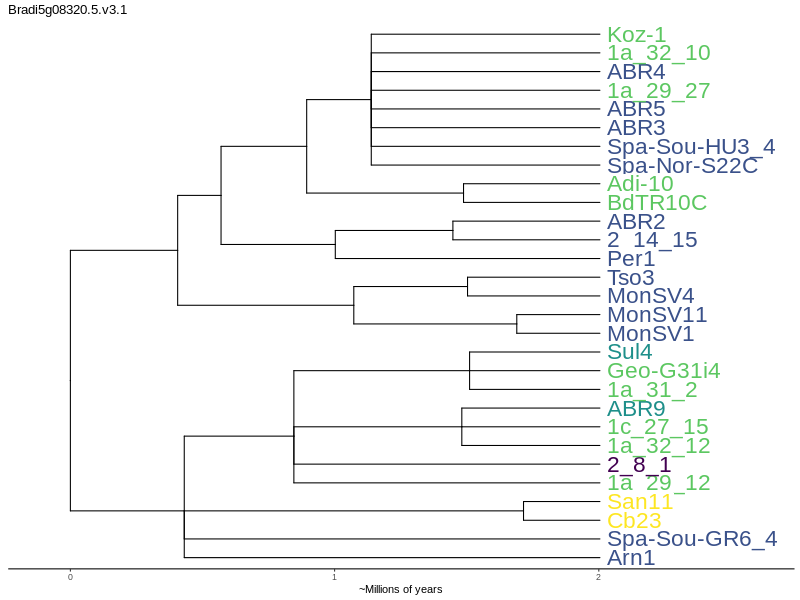 Bradi5g08320.5.v3.1
Koz-1
1a_32_10
ABR4
1a_29_27
ABR5
ABR3
Spa-Sou-HU3_4
Spa-Nor-S22C
Adi-10
BdTR10C
ABR2
2_14_15
Per1
Tso3
MonSV4
MonSV11
MonSV1
Sul4
Geo-G31i4
1a_31_2
ABR9
1c_27_15
1a_32_12
2_8_1
1a_29_12
San11
Cb23
Spa-Sou-GR6_4
Arn1
0 1 2
~Millions of years